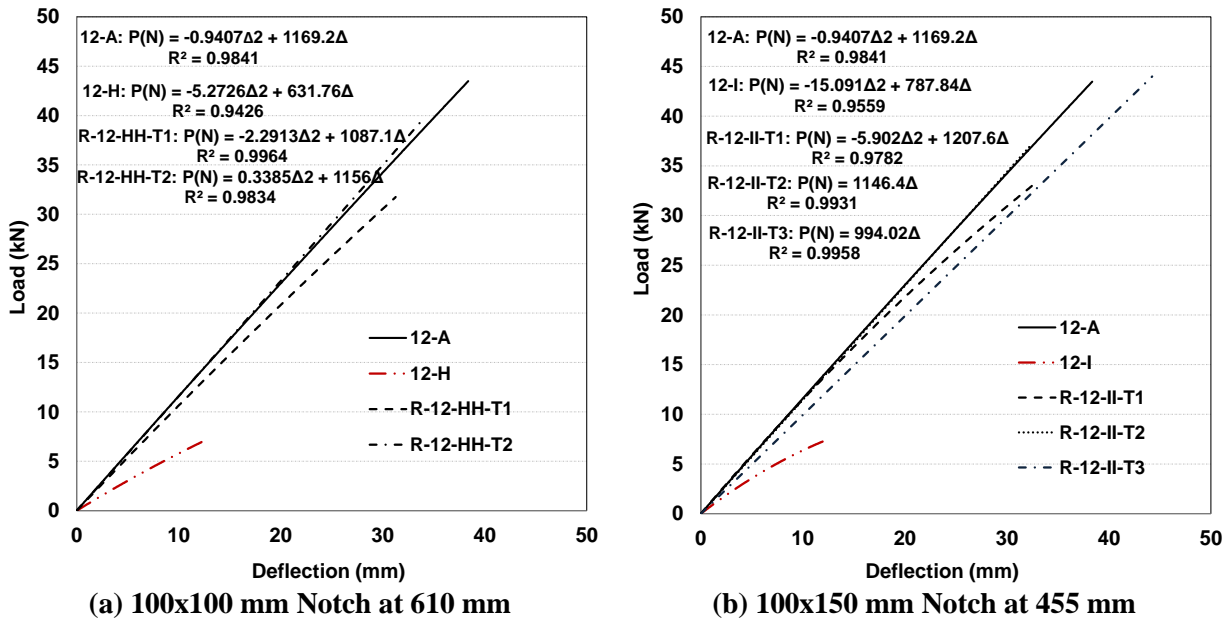 50
45
40
35
30
25
20
15
10
5
0
Load (kN)
12-A: P(N) = -0.9407Δ2 + 1169.2Δ
R² = 0.9841
12-H: P(N) = -5.2726Δ2 + 631.76Δ
R² = 0.9426
R-12-HH-T1: P(N) = -2.2913Δ2 + 1087.1Δ
R² = 0.9964
R-12-HH-T2: P(N) = 0.3385Δ2 + 1156Δ
R² = 0.9834
12-A
12-H
R-12-HH-T1
R-12-HH-T2
0 10 20 30 40 50
Deflection (mm)
(a) 100x100 mm Notch at 610 mm
50
45
40
35
30
25
20
15
10
5
0
Load (kN)
12-A: P(N) = -0.9407Δ2 + 1169.2Δ
R² = 0.9841
12-I: P(N) = -15.091Δ2 + 787.84Δ
R² = 0.9559
R-12-II-T1: P(N) = -5.902Δ2 + 1207.6Δ
R² = 0.9782
R-12-II-T2: P(N) = 1146.4Δ
R² = 0.9931
R-12-II-T3: P(N) = 994.02Δ
R² = 0.9958
12-A
12-I
R-12-II-T1
R-12-II-T2
R-12-II-T3
0 10 20 30 40 50
Deflection (mm)
(b) 100x150 mm Notch at 455 mm